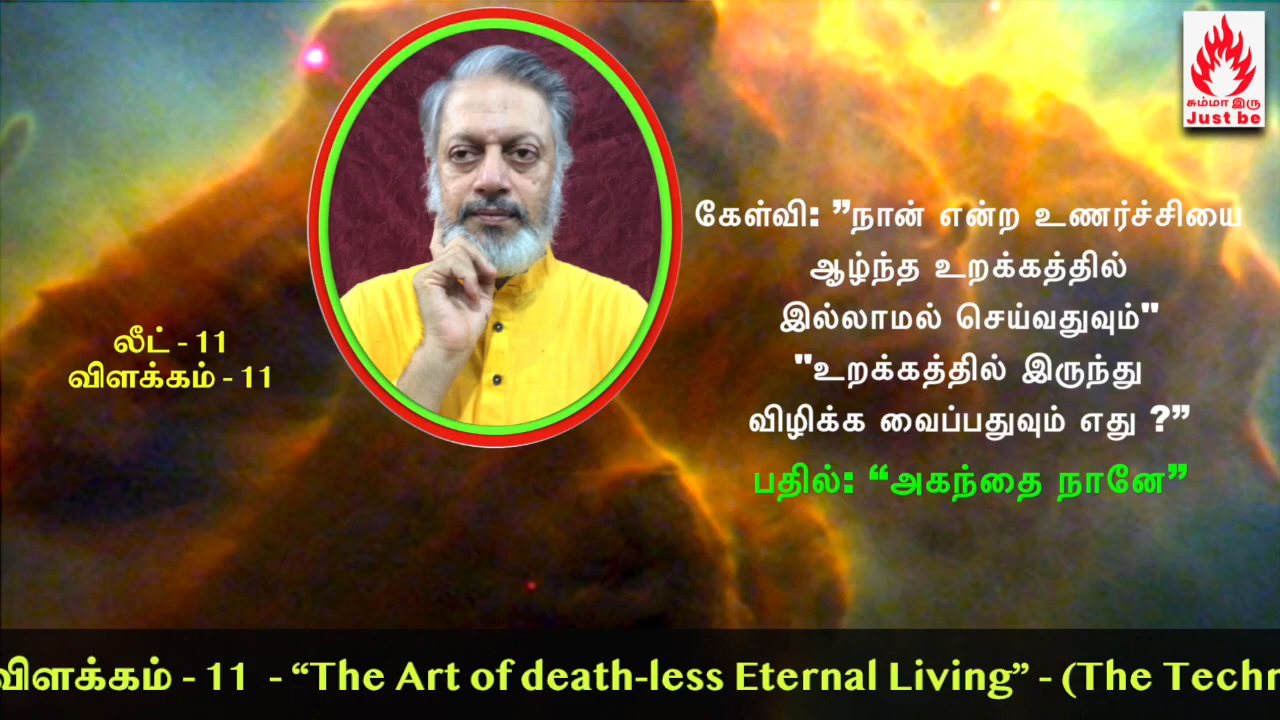 சும்மா இரு
Just be
கேள்வி: ”நான் என்ற உணர்ச்சியை
ஆழ்ந்த உறக்கத்தில்
இல்லாமல் செய்வதுவும்"
"உறக்கத்தில் இருந்து
விழிக்க வைப்பதுவும் எது ?”
பதில்: “அகந்தை நானே”
லீட் - 11
விளக்கம் - 11
விளக்கம் - 11 - “The Art of death-less Eternal Living” - (The